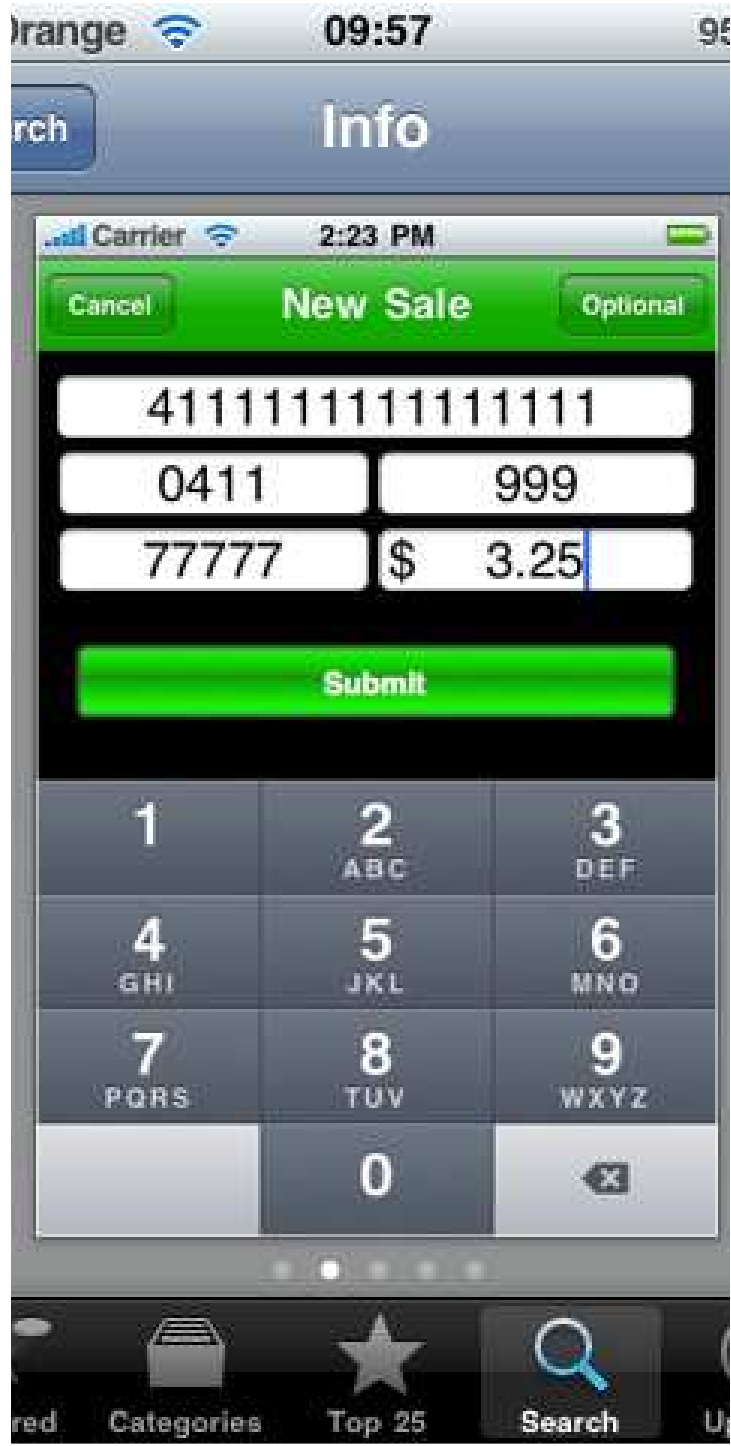 Orange 09:57 95
Search Info
Carrier 2:23 PM
Cancel New Sale Optional
4111111111111111
0411 999
77777 $ 3.25
Submit
1 2 3
ABC DEF
4 5 6
GHI JKL MNO
7 8 9
PQRS TUV WXYZ
0
Categories Top 25 Search